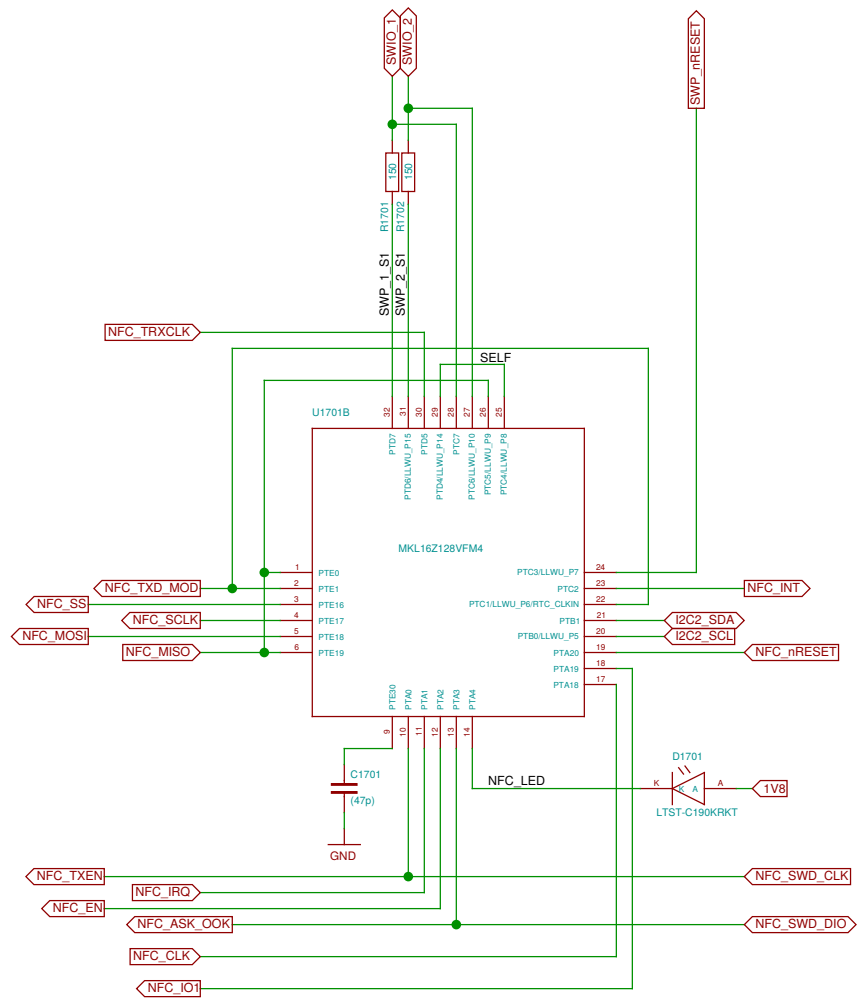 SWIO_1
SWIO_2
SWP_nRESET
150
150
R1701
R1702
SWP_1_S1
SWP_2_S1
NFC_TRXCLK
SELF
U1701B
32
31
30
29
28
27
26
25
PTD7
PTD6/LLWU_P15
PTD5
PTD4/LLWU_P14
PTC7
PTC6/LLWU_P10
PTC5/LLWU_P9
PTC4/LLWU_P8
MKL16Z128VFM4
1 PTE0
NFC_TXD_MOD 2 PTE1
NFC_SS 3 PTE16
NFC_SCLK 4 PTE17
NFC_MOSI 5 PTE18
NFC_MISO 6 PTE19
PTC3/LLWU_P7 24
PTC2 23 NFC_INT
PTC1/LLWU_P6/RTC_CLKIN 22
PTB1 21 I2C2_SDA
PTB0/LLWU_P5 20 I2C2_SCL
PTA20 19 NFC_nRESET
PTA19 18
PTA18 17
PTE30
PTA0
PTA1
PTA2
PTA3
PTA4
9
10
11
12
13
14
C1701
(47p)
GND
NFC_LED
D1701
K K A A
1V8
LTST-C190KRKT
NFC_TXEN
NFC_SWD_CLK
NFC_IRQ
NFC_EN
NFC_ASK_OOK
NFC_SWD_DIO
NFC_CLK
NFC_IO1